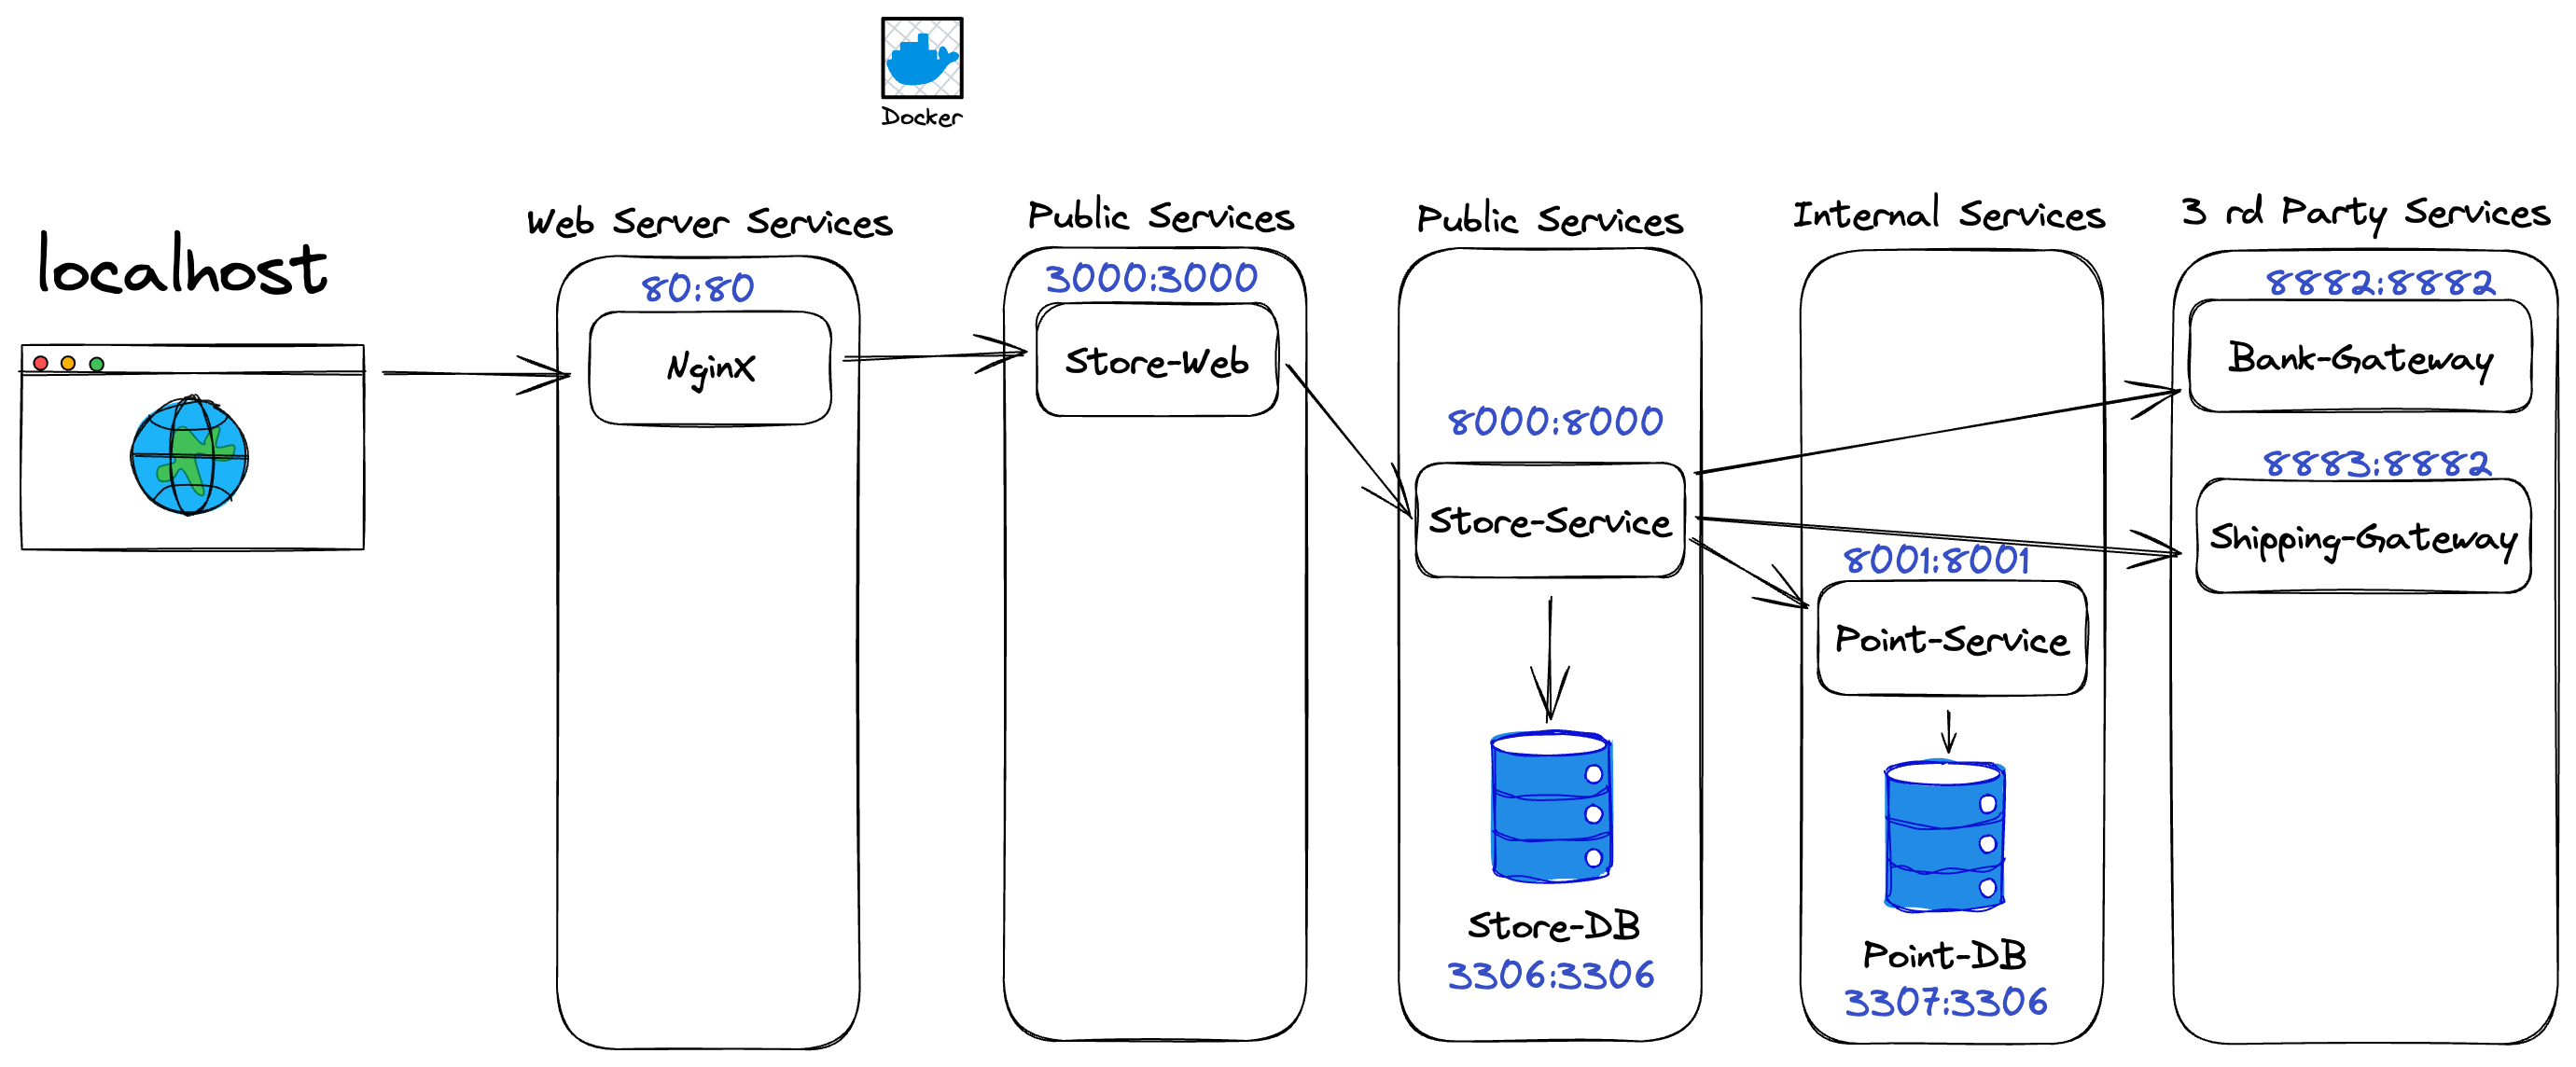 Docker
localhost
Web Server Services
80:80
NginX
Public Services
3000:3000
Store-Web
Public Services
8000:8000
Store-Service
Store-DB
3306:3306
Internal Services
8001:8001
Point-Service
Point-DB
3307:3306
3 rd Party Services
8882:8882
Bank-Gateway
8883:8882
Shipping-Gateway